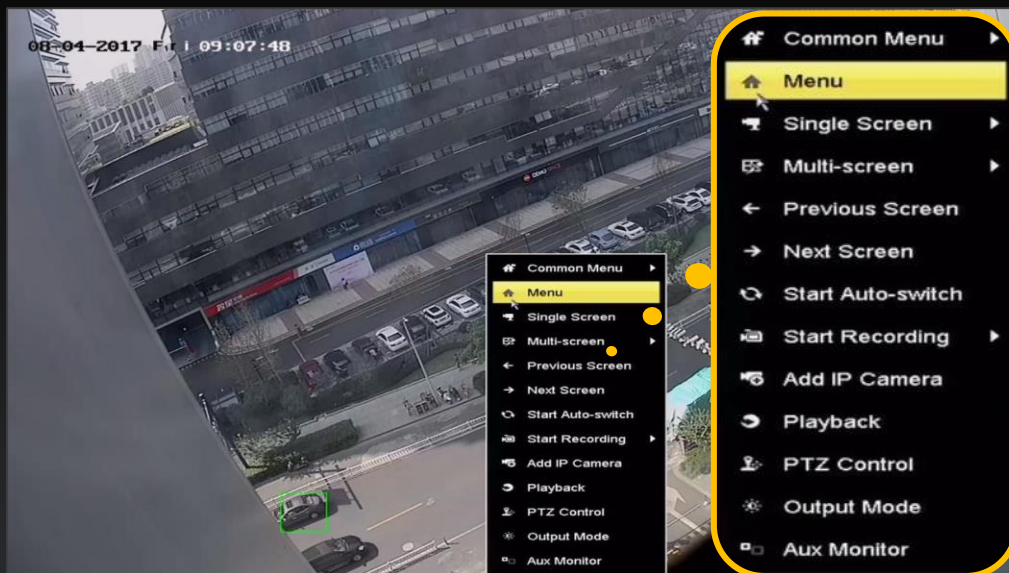 08-04-2017 Fri 09:07:48
Common Menu
Menu
Single Screen
Multi-screen
Previous Screen
Next Screen
Start Auto-switch
Start Recording
Add IP Camera
Playback
PTZ Control
Output Mode
Aux Monitor
Common Menu
Menu
Single Screen
Multi-screen
Previous Screen
Next Screen
Start Auto-switch
Start Recording
Add IP Camera
Playback
PTZ Control
Output Mode
Aux Monitor